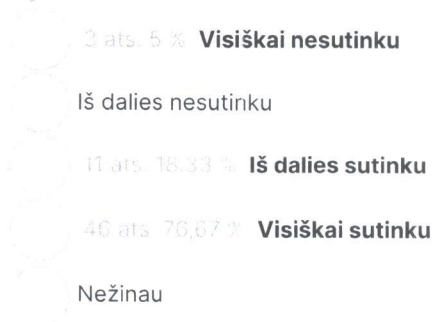 3 ats. 5 % Visiškai nesutinku
Iš dalies nesutinku
11 ats. 18.33 % Iš dalies sutinku
46 ats. 76,67 % Visiškai sutinku
Nežinau